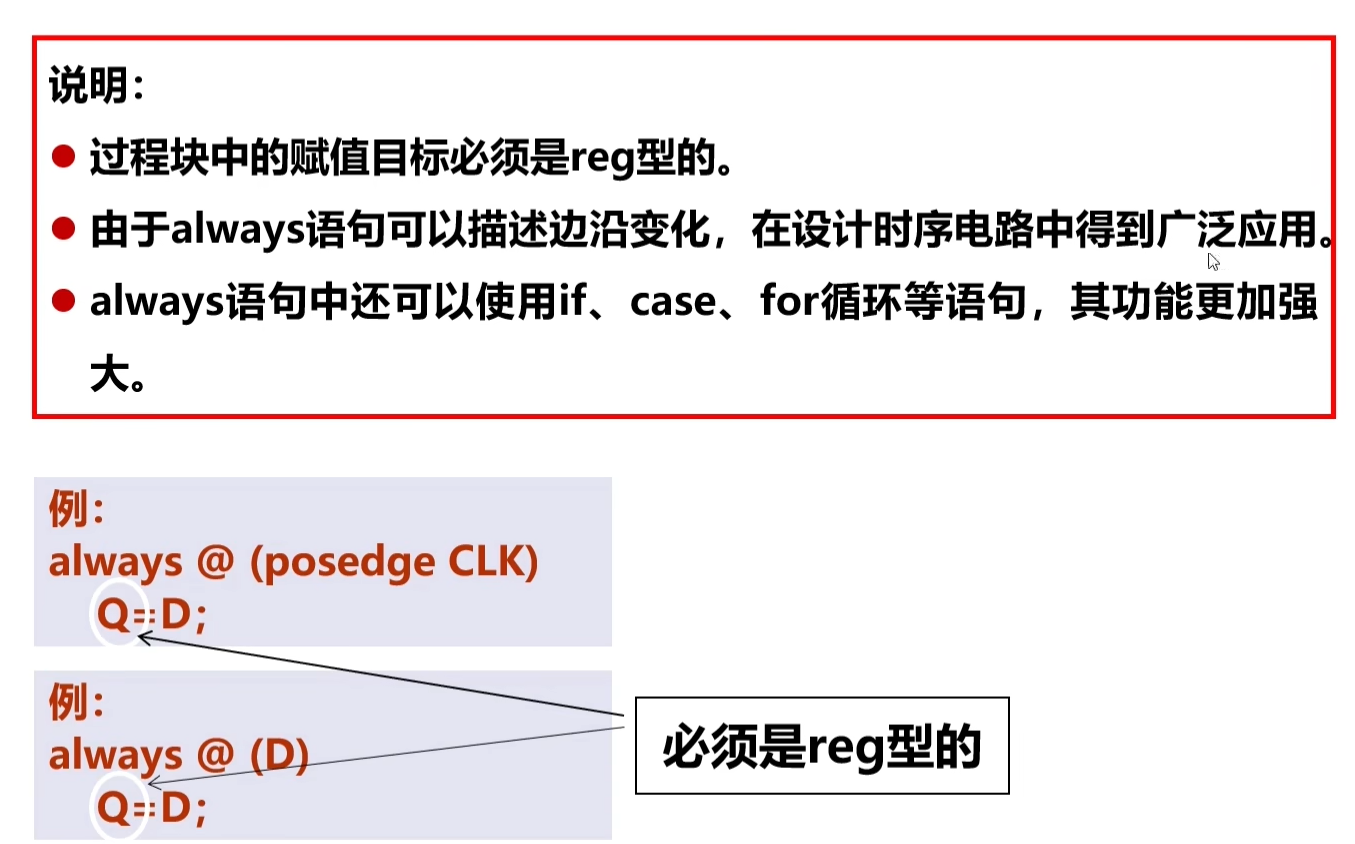 说明：
● 过程块中的赋值目标必须是reg型的。
● 由于always语句可以描述边沿变化，在设计时序电路中得到广泛应用。
● always语句中还可以使用if、case、for循环等语句，其功能更加强
大。
例：
always @ (posedge CLK)
Q=D；
例：
always @ (D)
Q=D；
必须是reg型的